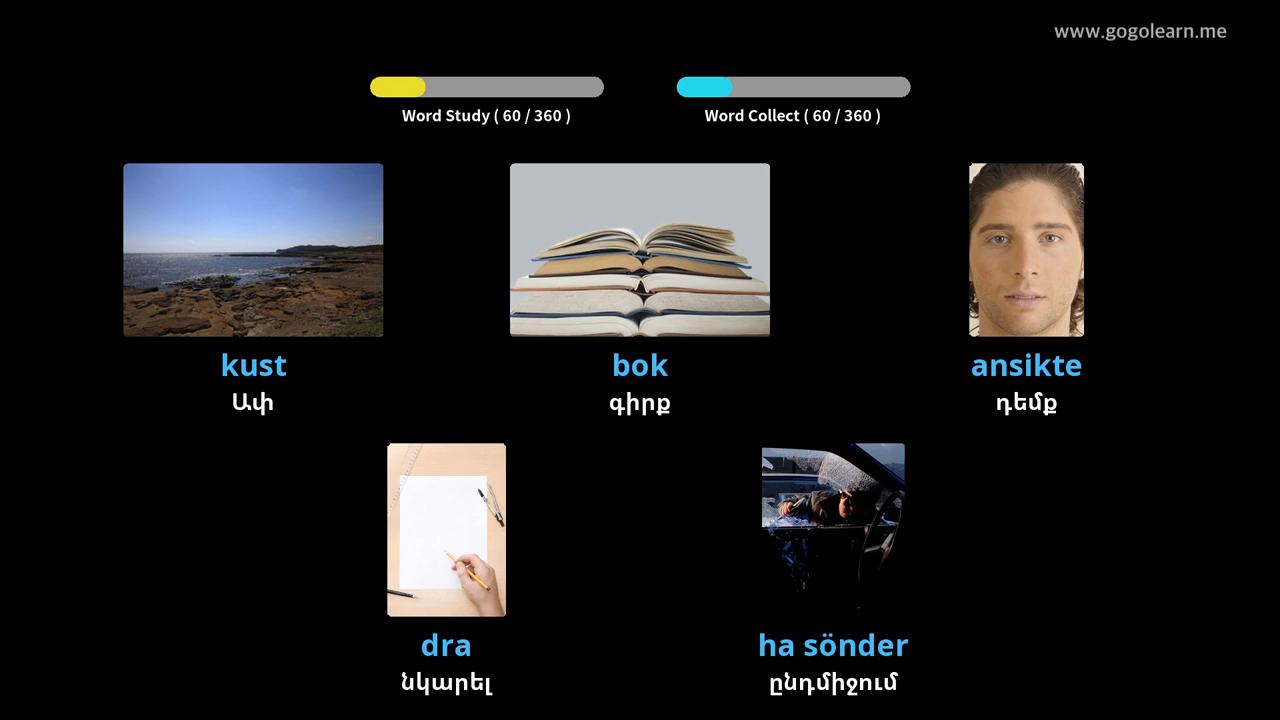 www.gogolearn.me
Word Study ( 60 / 360 )
Word Collect ( 60 / 360 )
kust
Ափ
bok
գիրք
ansikte
դեմք
dra
նկարել
ha sönder
ընդմիջում